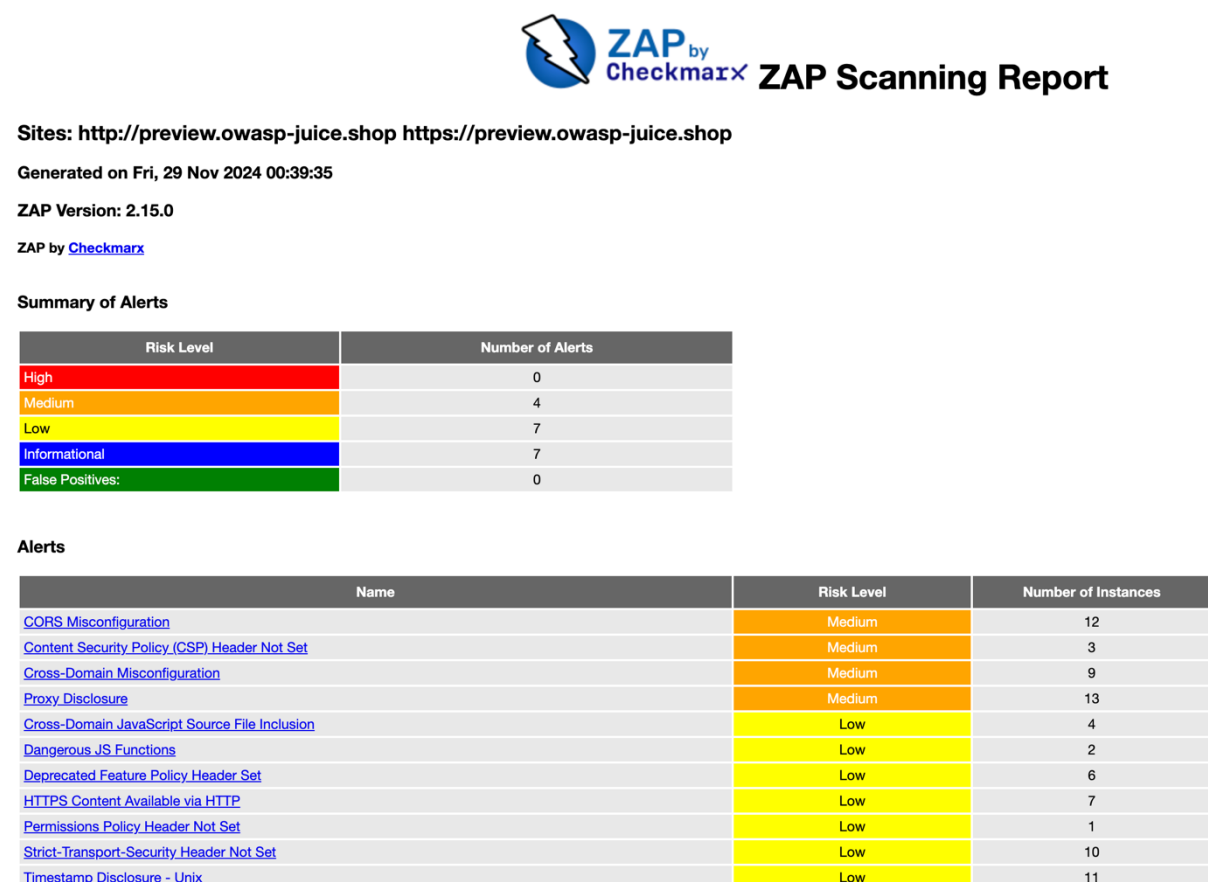 ZAP by
Checkmarx ZAP Scanning Report
Sites: http://preview.owasp-juice.shop https://preview.owasp-juice.shop
Generated on Fri, 29 Nov 2024 00:39:35
ZAP Version: 2.15.0
ZAP by Checkmarx
Summary of Alerts
Risk Level Number of Alerts
High 0
Medium 4
Low 7
Informational 7
False Positives: 0
Alerts
Name Risk Level Number of Instances
CORS Misconfiguration Medium 12
Content Security Policy (CSP) Header Not Set Medium 3
Cross-Domain Misconfiguration Medium 9
Proxy Disclosure Medium 13
Cross-Domain JavaScript Source File Inclusion Low 4
Dangerous JS Functions Low 2
Deprecated Feature Policy Header Set Low 6
HTTPS Content Available via HTTP Low 7
Permissions Policy Header Not Set Low 1
Strict-Transport-Security Header Not Set Low 10
Timestamp Disclosure - Unix Low 11